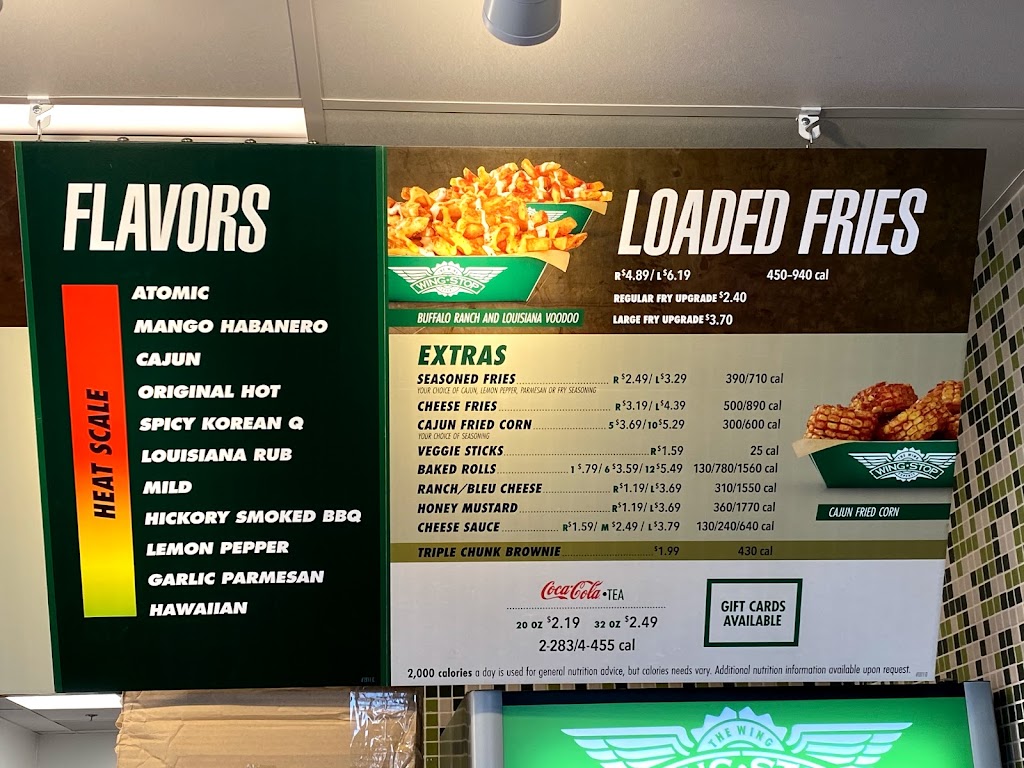 FLAVORS
HEAT SCALE
ATOMIC
MANGO HABANERO
CAJUN
ORIGINAL HOT
SPICY KOREAN Q
LOUISIANA RUB
MILD
HICKORY SMOKED BBQ
LEMON PEPPER
GARLIC PARMESAN
HAWAIIAN
WING·STOP
BUFFALO RANCH AND LOUISIANA VOODOO
LOADED FRIES
R $4.89/ L $6.19 450-940 cal
REGULAR FRY UPGRADE $2.40
LARGE FRY UPGRADE $3.70
EXTRAS
SEASONED FRIES R $2.49/ L $3.29 390/710 cal
YOUR CHOICE OF CAJUN, LEMON PEPPER, PARMESAN OR FRY SEASONING
CHEESE FRIES R $3.19/ L $4.39 500/890 cal
CAJUN FRIED CORN 5 $3.69/ 10 $5.29 300/600 cal
YOUR CHOICE OF SEASONING
VEGGIE STICKS R $1.59 25 cal
BAKED ROLLS 1 $.79/ 6 $3.59/ 12 $5.49 130/780/1560 cal
RANCH/BLEU CHEESE R $1.19/ L $3.69 310/1550 cal
HONEY MUSTARD R $1.19/ L $3.69 360/1770 cal
CHEESE SAUCE R $1.59/ M $2.49 / L $3.79 130/240/640 cal
TRIPLE CHUNK BROWNIE $1.99 430 cal
WING·STOP
CAJUN FRIED CORN
Coca-Cola • TEA
20 OZ $2.19 32 OZ $2.49
2-283/4-455 cal
GIFT CARDS
AVAILABLE
2,000 calories a day is used for general nutrition advice, but calories needs vary. Additional nutrition information available upon request.
THE WING